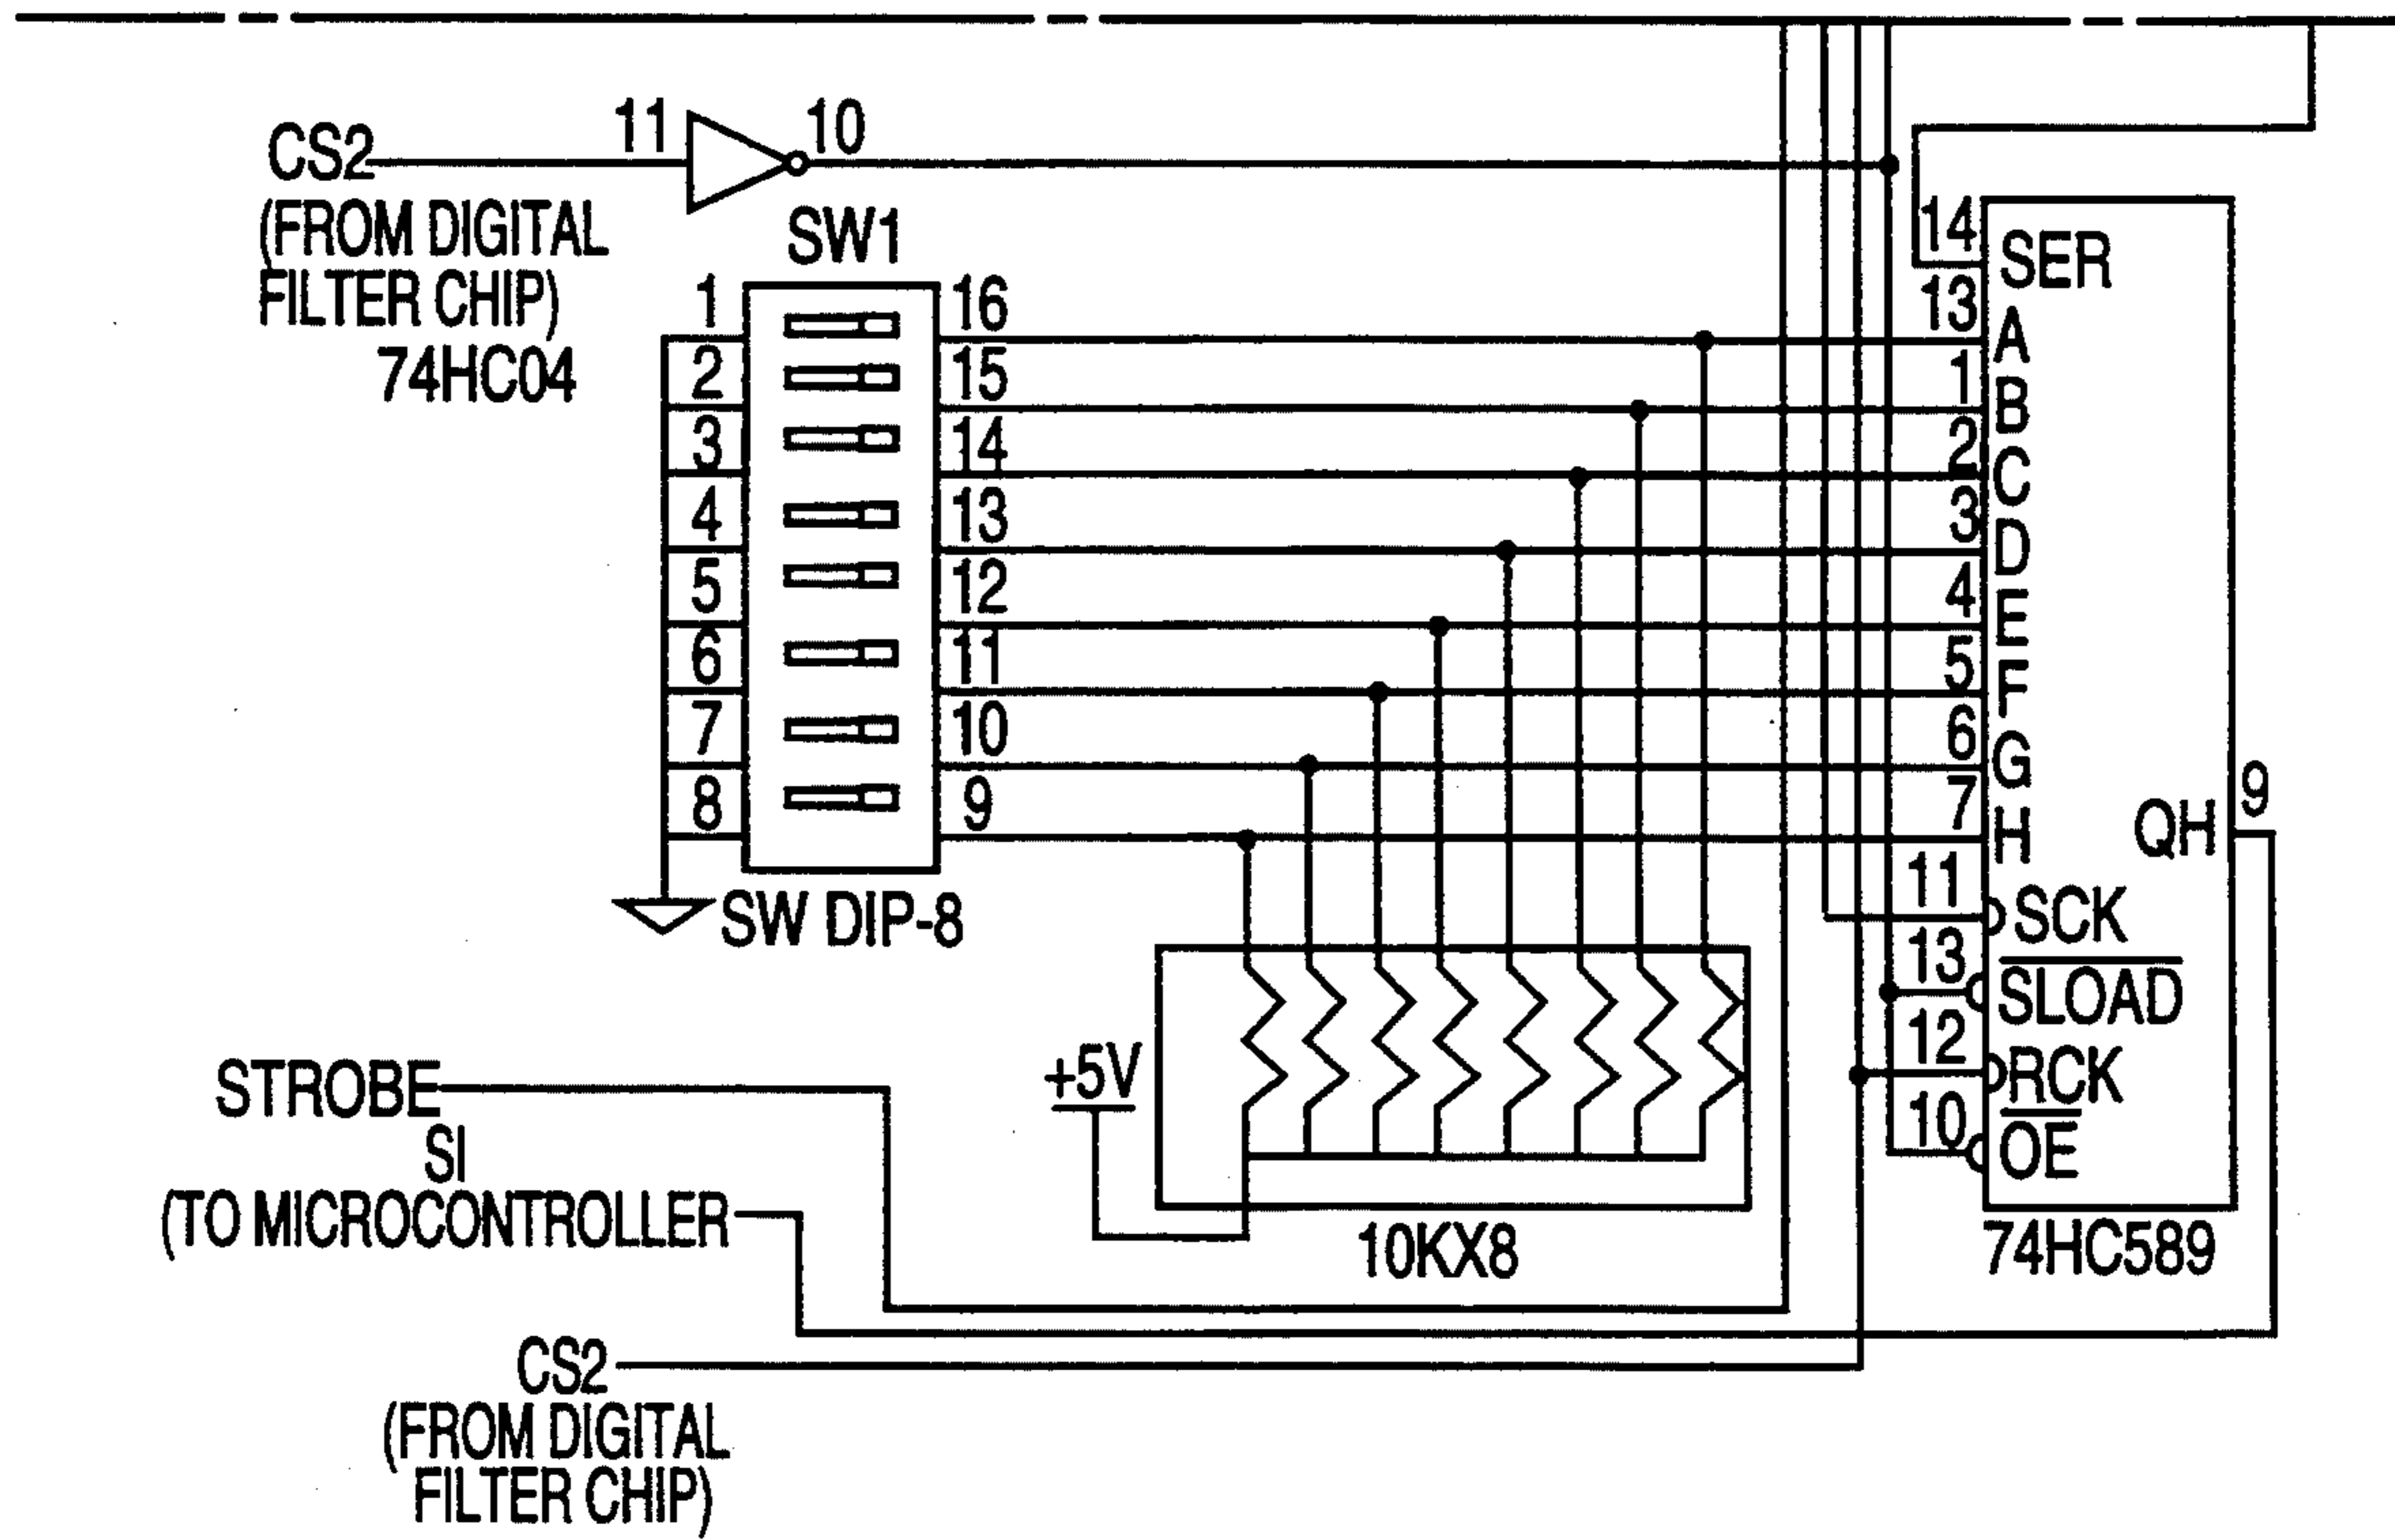 CS2
(FROM DIGITAL
FILTER CHIP)
74HC04
11
10
SW1
1
2
3
4
5
6
7
8
16
15
14
13
12
11
10
9
SW DIP-8
14
13
1
2
3
4
5
6
7
11
13
12
10
SER
A
B
C
D
E
F
G
H
SCK
SLOAD
RCK
OE
QH
9
74HC589
+5V
10KX8
STROBE
SI
(TO MICROCONTROLLER
CS2
(FROM DIGITAL
FILTER CHIP)